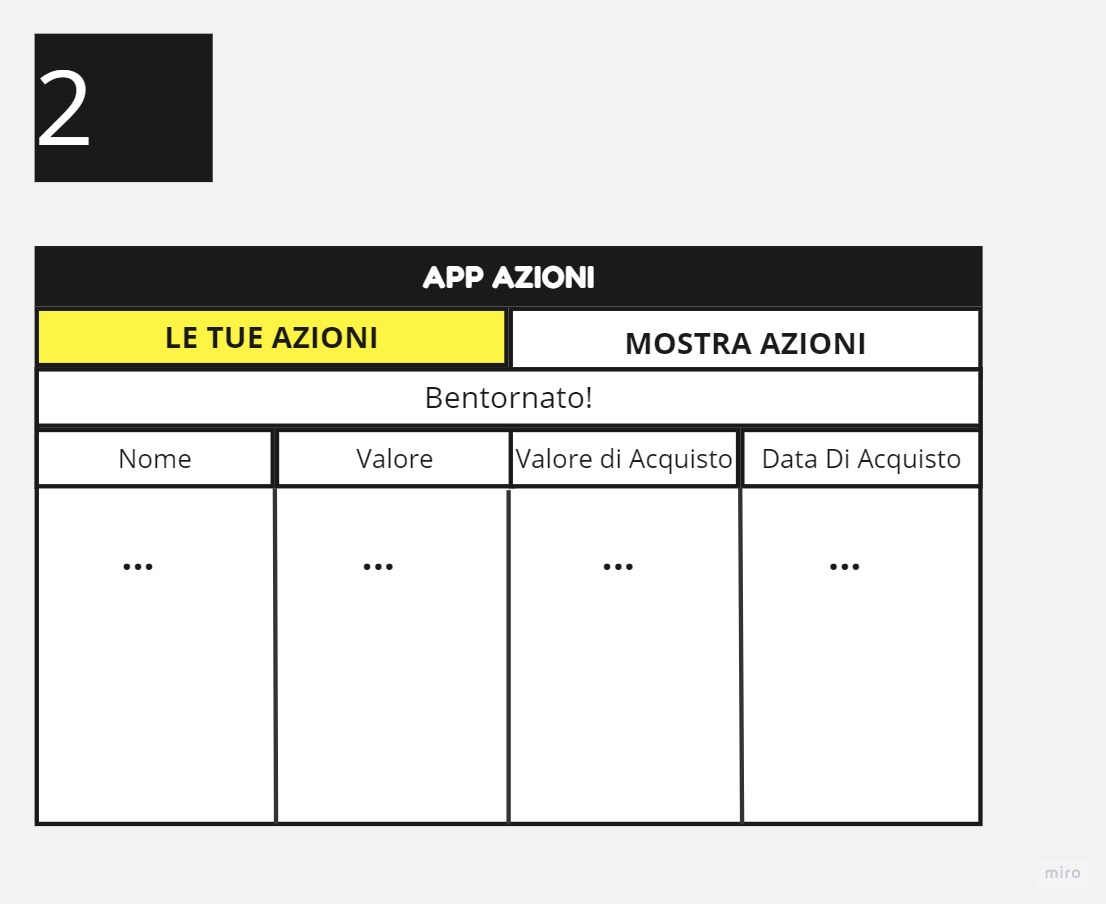 2
APP AZIONI
LE TUE AZIONI
MOSTRA AZIONI
Bentornato!
Nome
Valore
Valore di Acquisto
Data Di Acquisto
...
...
...
...
miro